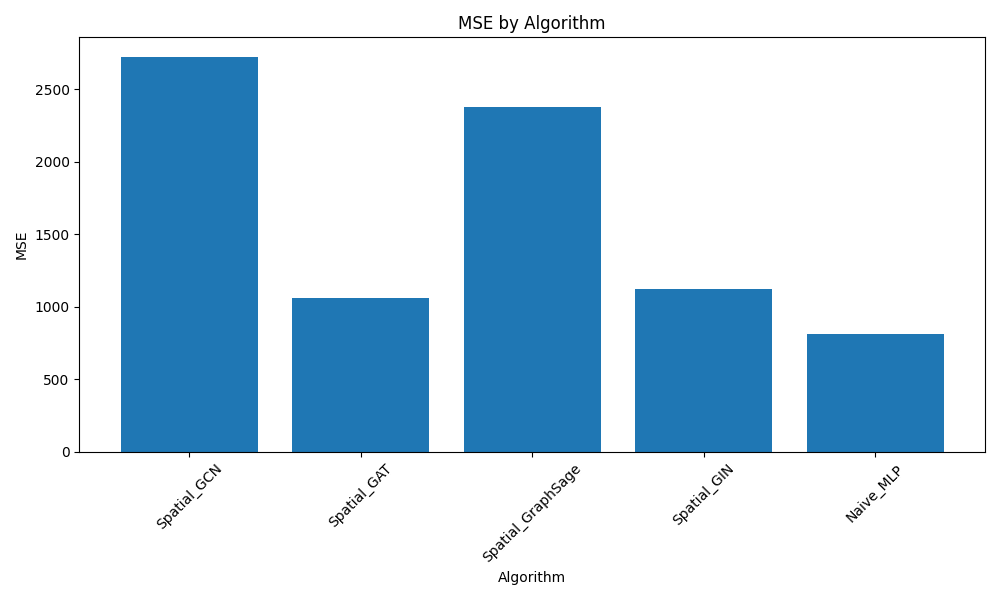 MSE by Algorithm
MSE
2500
2000
1500
1000
500
0
Spatial_GCN
Spatial_GAT
Spatial_GraphSage
Spatial_GIN
Naive_MLP
Algorithm